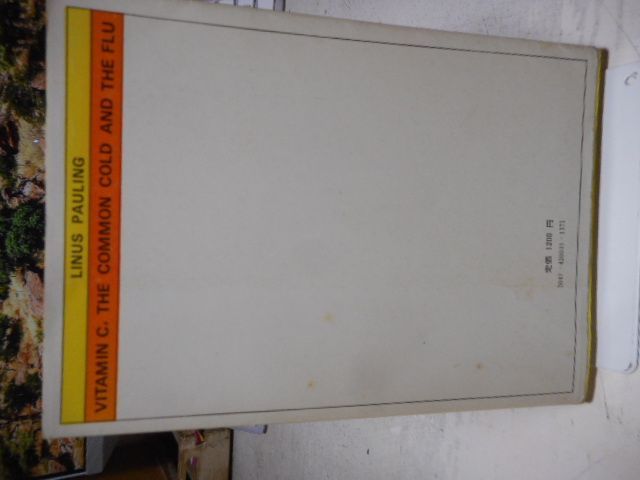 LINUS PAULING
VITAMIN C. THE COMMON COLD AND THE FLU
定価 1200 円